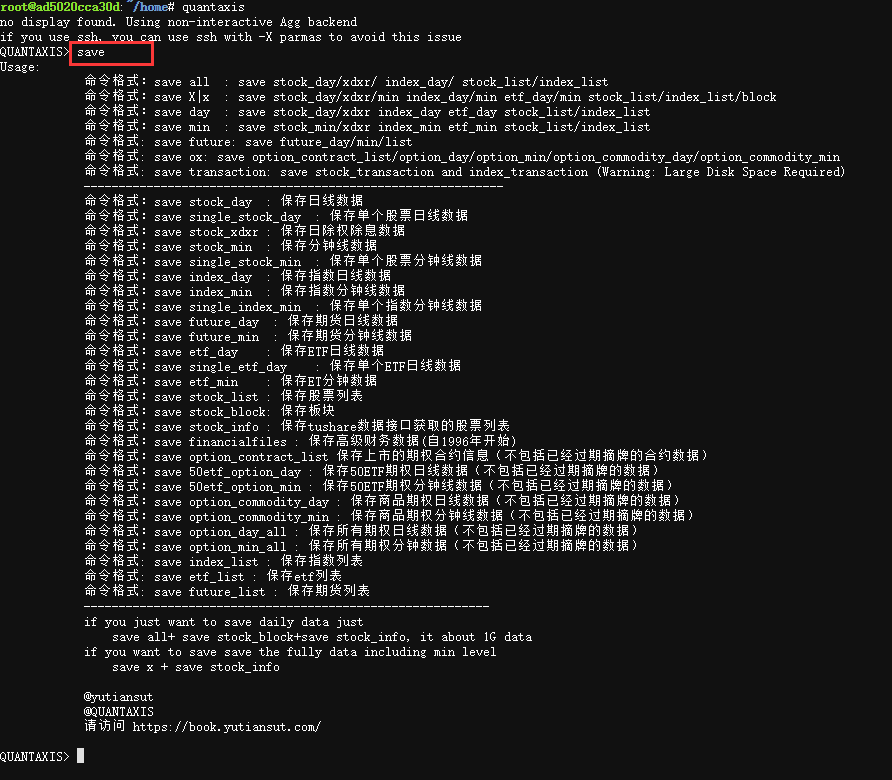 root@ad5020cca30d:~/home# quantaxis
no display found. Using non-interactive Agg backend
if you use ssh, you can use ssh with -X parmas to avoid this issue
QUANTAXIS> save
Usage:
命令格式: save all : save stock_day/xdxr/ index_day/ stock_list/index_list
命令格式: save X|x : save stock_day/xdxr/min index_day/min etf_day/min stock_list/index_list/block
命令格式: save day : save stock_day/xdxr index_day etf_day stock_list/index_list
命令格式: save min : save stock_min/xdxr index_min etf_min stock_list/index_list
命令格式: save future: save future_day/min/list
命令格式: save ox: save option_contract_list/option_day/option_min/option_commodity_day/option_commodity_min
命令格式: save transaction: save stock_transaction and index_transaction (Warning: Large Disk Space Required)
------------------------------------------------------------
命令格式: save stock_day : 保存日线数据
命令格式: save single_stock_day : 保存单个股票日线数据
命令格式: save stock_xdxr : 保存日除权除息数据
命令格式: save stock_min : 保存分钟线数据
命令格式: save single_stock_min : 保存单个股票分钟线数据
命令格式: save index_day : 保存指数日线数据
命令格式: save index_min : 保存指数分钟线数据
命令格式: save single_index_min : 保存单个指数分钟线数据
命令格式: save future_day : 保存期货日线数据
命令格式: save future_min : 保存期货分钟线数据
命令格式: save etf_day : 保存ETF日线数据
命令格式: save single_etf_day : 保存单个ETF日线数据
命令格式: save etf_min : 保存ET分钟数据
命令格式: save stock_list : 保存股票列表
命令格式: save stock_block: 保存板块
命令格式: save stock_info : 保存tushare数据接口获取的股票列表
命令格式: save financialfiles : 保存高级财务数据(自1996年开始)
命令格式: save option_contract_list 保存上市的期权合约信息（不包括已经过期摘牌的合约数据）
命令格式: save 50etf_option_day : 保存50ETF期权日线数据（不包括已经过期摘牌的数据）
命令格式: save 50etf_option_min : 保存50ETF期权分钟线数据（不包括已经过期摘牌的数据）
命令格式: save option_commodity_day : 保存商品期权日线数据（不包括已经过期摘牌的数据）
命令格式: save option_commodity_min : 保存商品期权分钟线数据（不包括已经过期摘牌的数据）
命令格式: save option_day_all : 保存所有期权日线数据（不包括已经过期摘牌的数据）
命令格式: save option_min_all : 保存所有期权分钟数据（不包括已经过期摘牌的数据）
命令格式: save index_list : 保存指数列表
命令格式: save etf_list : 保存etf列表
命令格式: save future_list : 保存期货列表
----------------------------------------------------------
if you just want to save daily data just
save all+ save stock_block+save stock_info, it about 1G data
if you want to save save the fully data including min level
save x + save stock_info
@yutiansut
@QUANTAXIS
请访问 https://book.yutiansut.com/
QUANTAXIS>